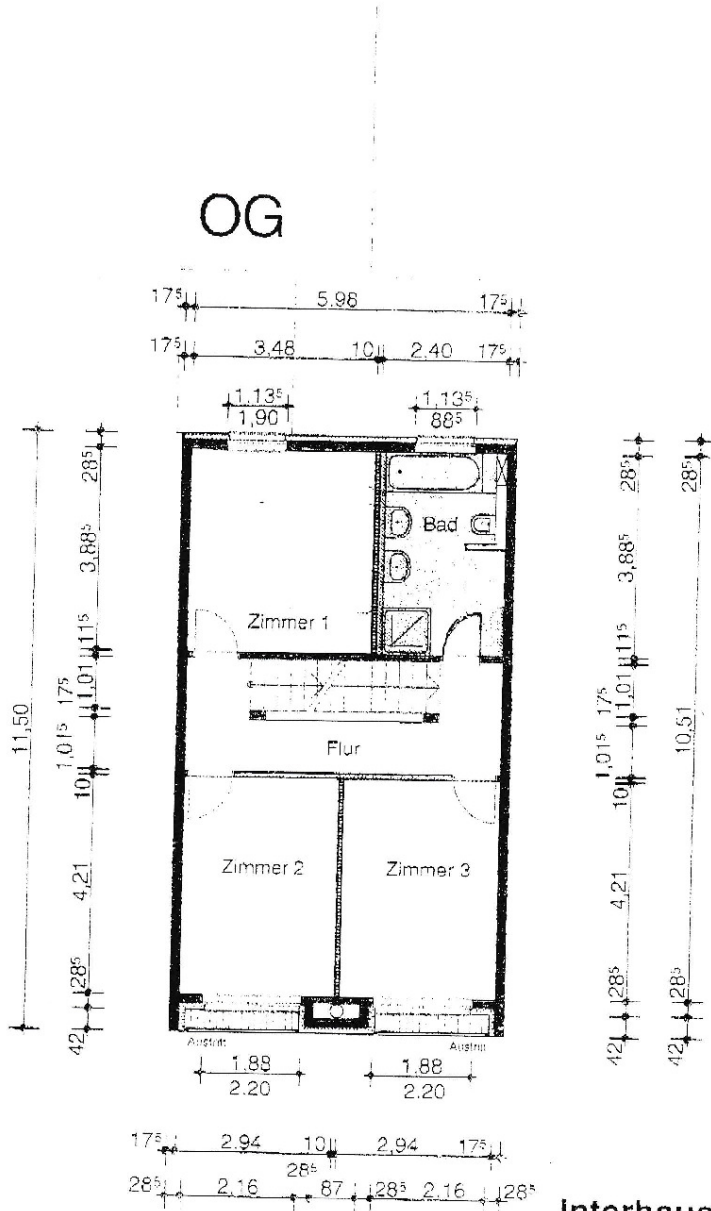 OG
17⁵ 5.98 17⁵
17⁵ 3,48 10 2.40 17⁵
1,13⁵ 1,13⁵
1,90 88⁵
28⁵ 28⁵ 28⁵
3,88⁵ Bad 3,88⁵
Zimmer 1
11⁵ 11⁵
1,01 1,01
17⁵ 17⁵
11,50 10,51
Flur
1,01⁵ 1,01⁵
10 10
Zimmer 2 Zimmer 3
4,21 4,21
28⁵ 28⁵ 28⁵
42 Austritt Austritt 42 42
1.88 1.88
2.20 2.20
17⁵ 2.94 10 2,94 17⁵
28⁵
28⁵ 2,16 87 28⁵ 2,16 28⁵